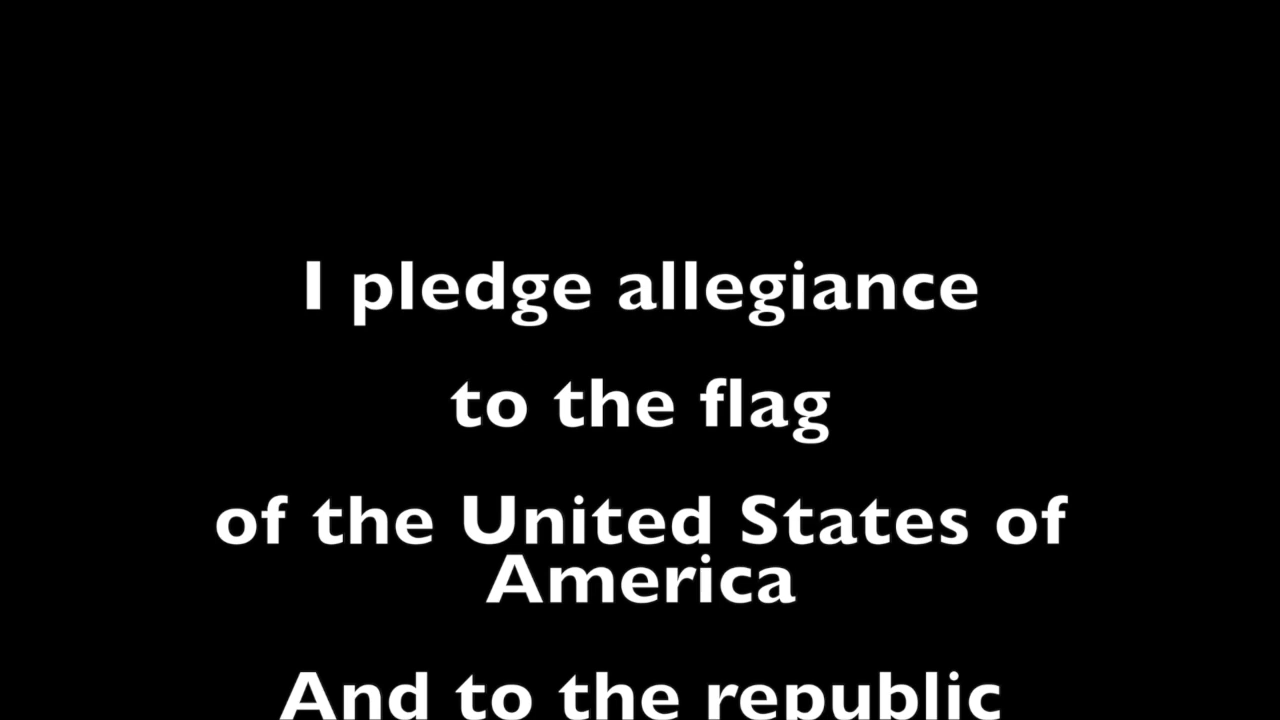 I pledge allegiance
to the flag
of the United States of
America
And to the republic